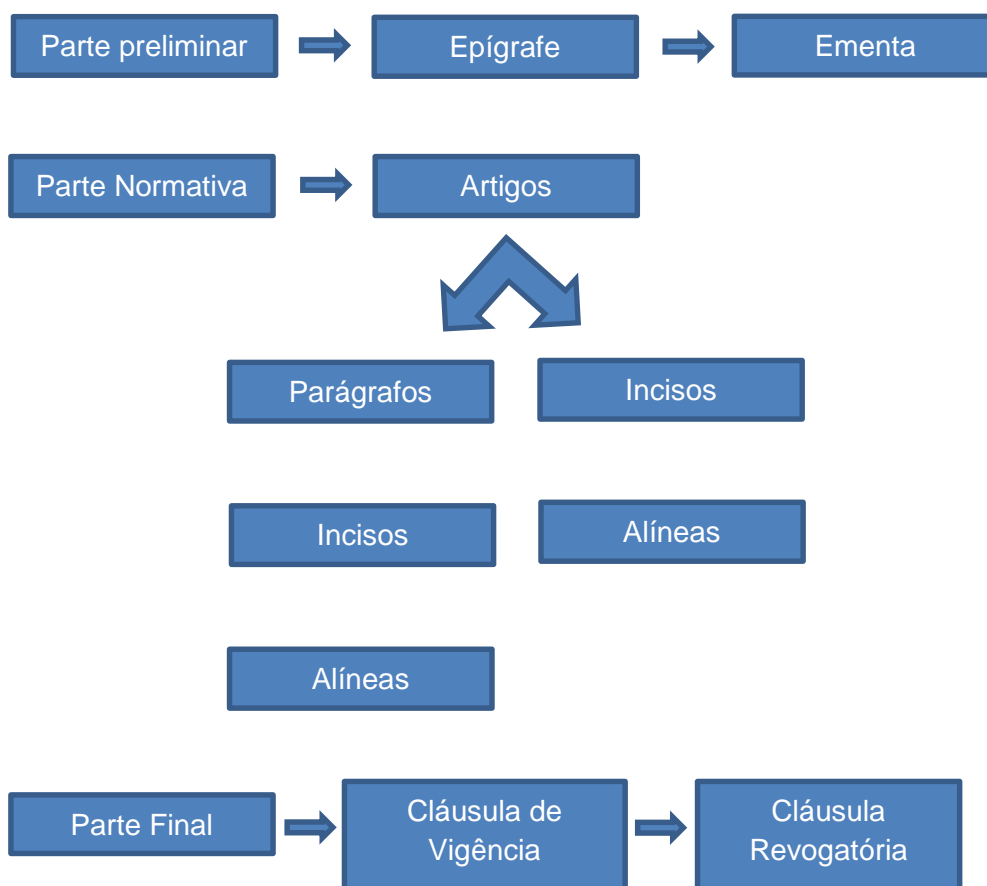 Parte preliminar
Epígrafe
Ementa
Parte Normativa
Artigos
Parágrafos
Incisos
Incisos
Alíneas
Alíneas
Parte Final
Cláusula de
Vigência
Cláusula
Revogatória